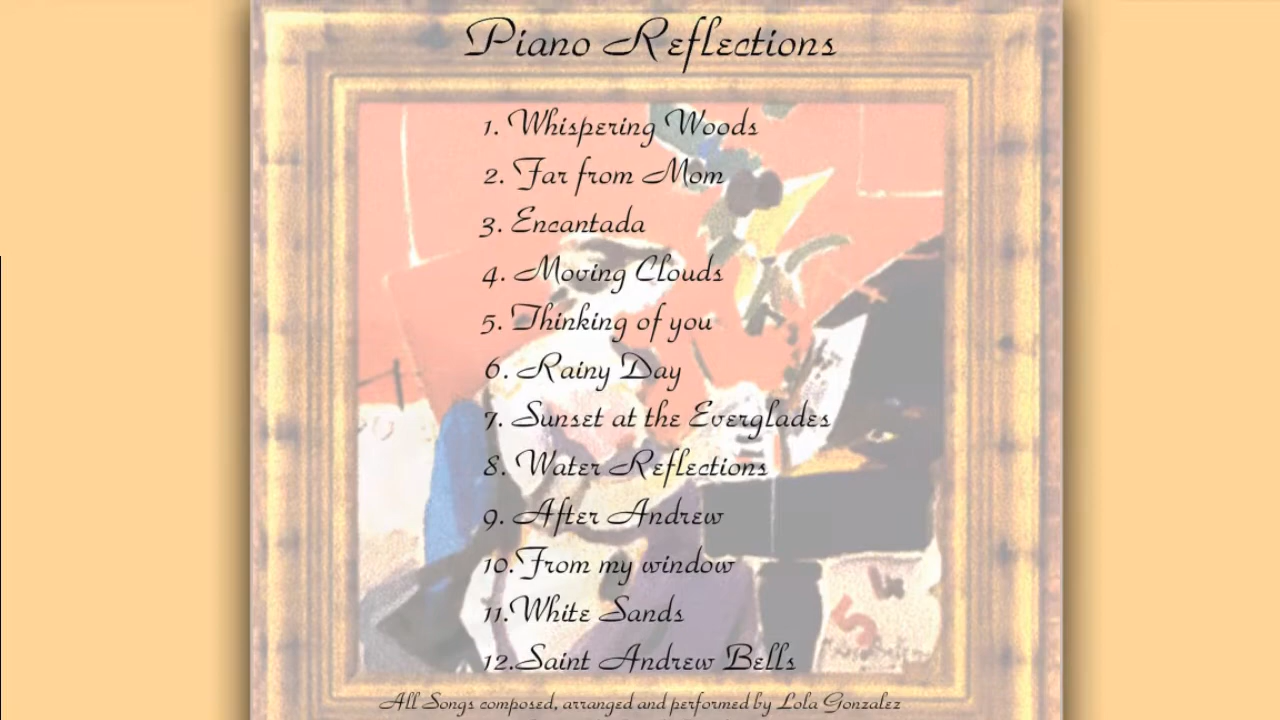 Piano Reflections
1. Whispering Woods
2. Far from Mom
3. Encantada
4. Moving Clouds
5. Thinking of you
6. Rainy Day
7. Sunset at the Everglades
8. Water Reflections
9. After Andrew
10.From my window
11.White Sands
12.Saint Andrew Bells
All Songs composed, arranged and performed by Lola Gonzalez